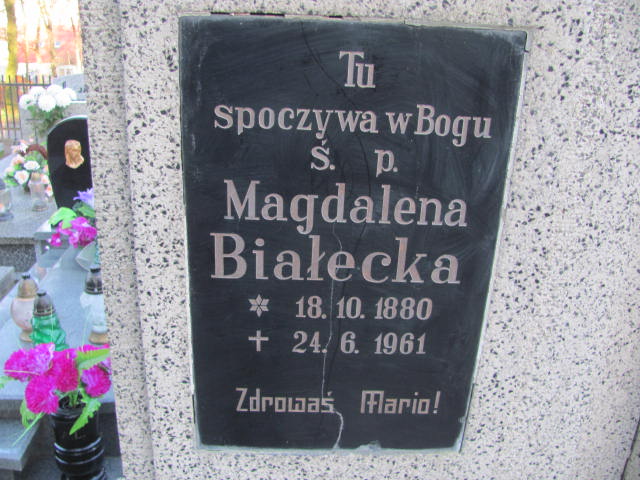 Tu
spoczywa w Bogu
Ś. p.
Magdalena
Białecka
* 18. 10. 1880
+ 24. 6. 1961
Zdrowaś Mario!